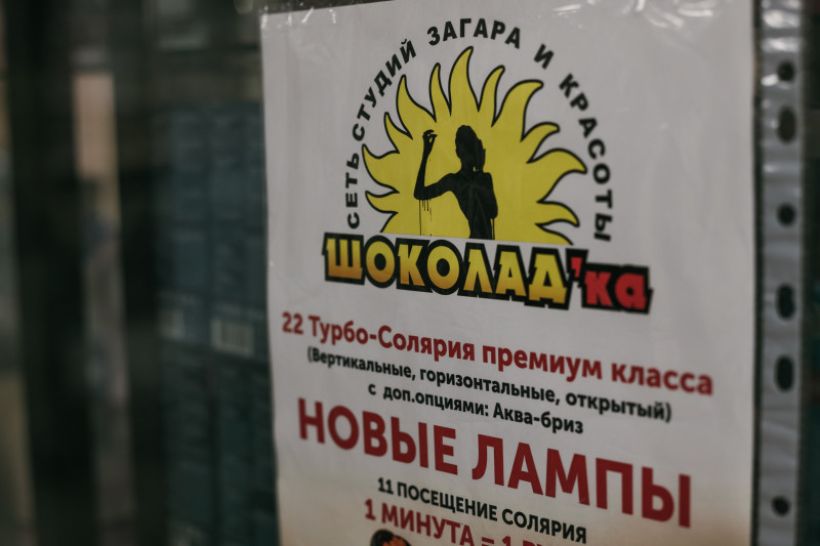 СЕТЬ СТУДИЙ ЗАГАРА И КРАСОТЫ
ШОКОЛАД'ка
22 Турбо-Солярия премиум класса
(Вертикальные, горизонтальные, открытый)
с доп.опциями: Аква-бриз
НОВЫЕ ЛАМПЫ
11 ПОСЕЩЕНИЕ СОЛЯРИЯ
1 МИНУТА = 1